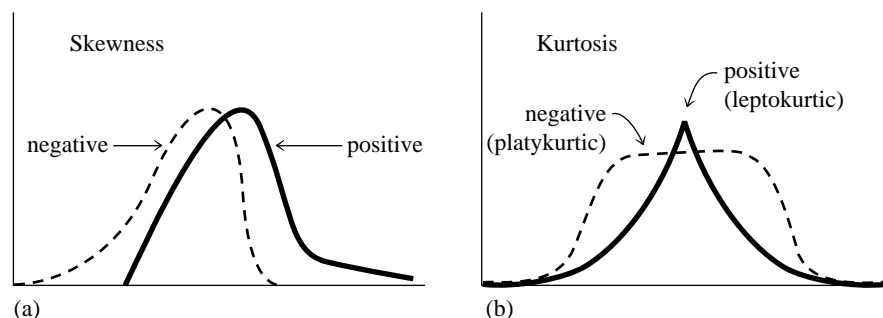 Skewness
negative
positive
(a)
Kurtosis
positive
(leptokurtic)
negative
(platykurtic)
(b)